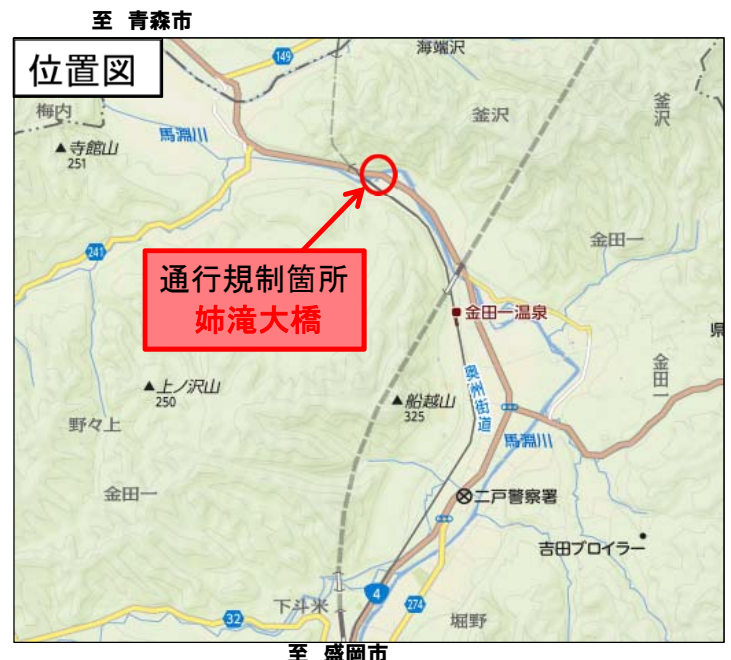 至 青森市
位置図
149
海端沢
梅内
馬淵川
釜沢
釜沢
寺館山
251
241
金田一
通行規制箇所
姉滝大橋
金田一温泉
県
上ノ沢山
250
船越山
325
奥州街道
金田一
野々上
馬淵川
金田一
二戸警察署
吉田ブロイラー
4
下斗米
274
32
堀野
至 盛岡市